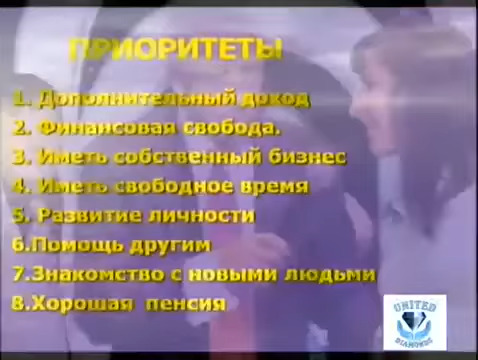 ПРИОРИТЕТЫ
1. Дополнительный доход
2. Финансовая свобода.
3. Иметь собственный бизнес
4. Иметь свободное время
5. Развитие личности
6.Помощь другим
7.Знакомство с новыми людьми
8.Хорошая пенсия
UNITED
DIAMONDS